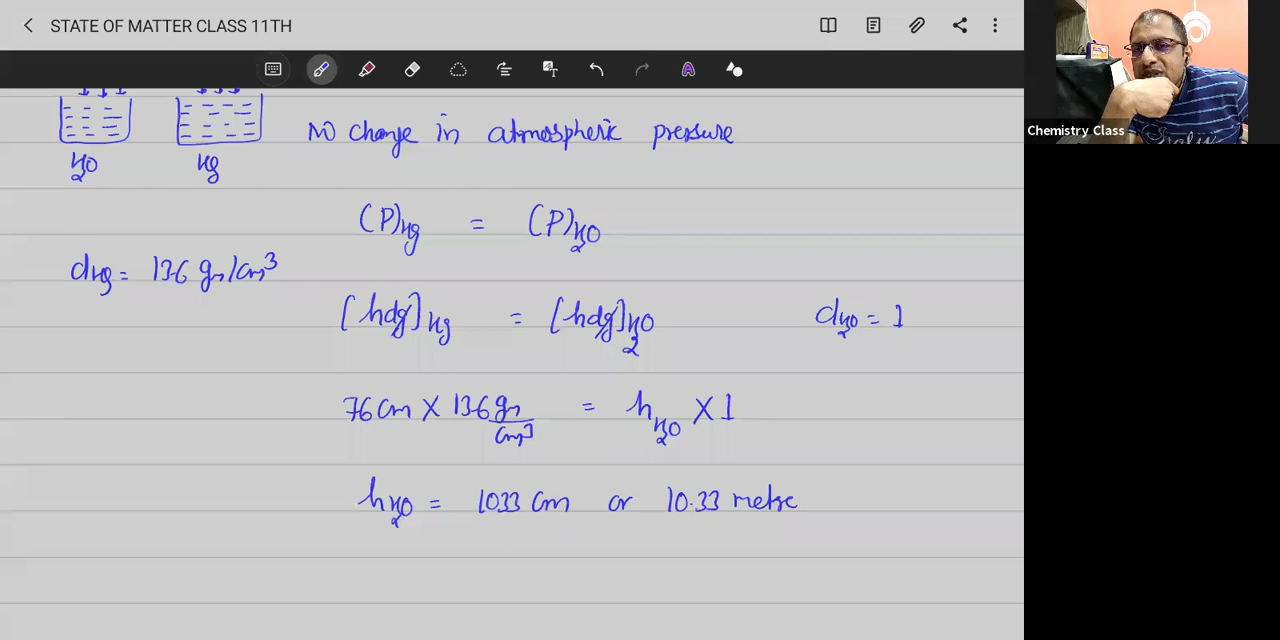 STATE OF MATTER CLASS 11TH
Chemistry Class
No change in atmospheric pressure
H2O
Hg
(P)Hg = (P)H2O
dHg = 13.6 gm/cm3
[hdg]Hg = [hdg]H2O
dH2O = 1
76 cm X 13.6 gm/cm3 = hH2O X 1
hH2O = 1033 cm or 10.33 metre